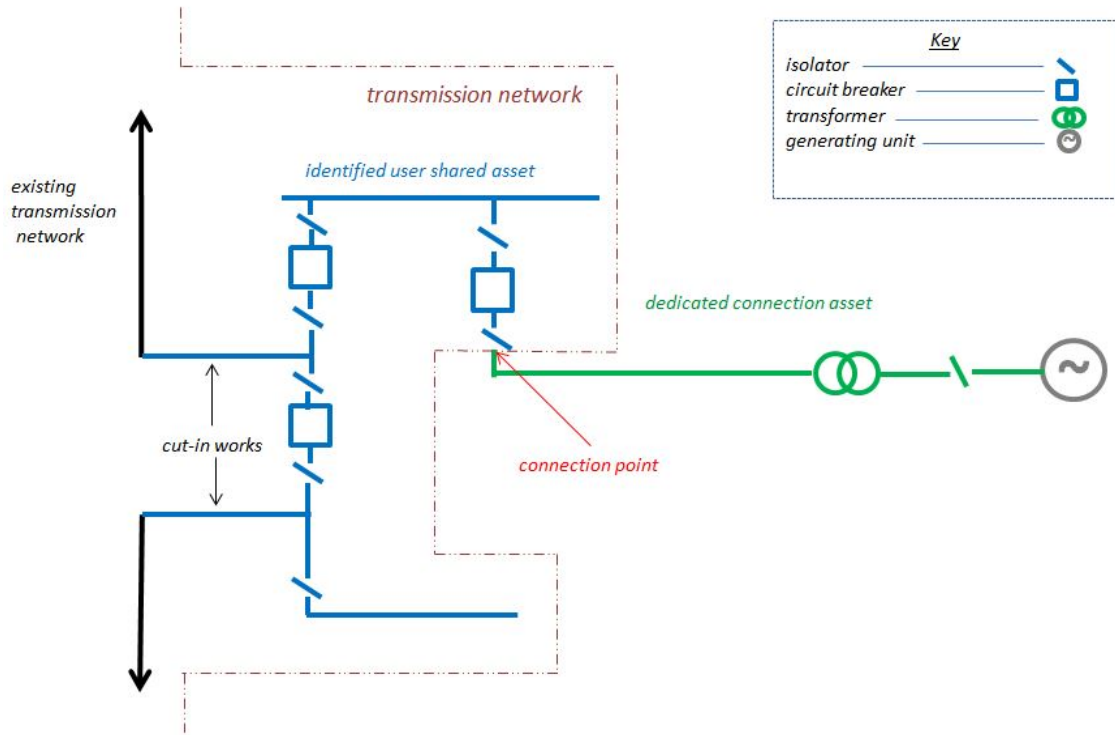 Key
isolator
circuit breaker
transformer
generating unit
transmission network
identified user shared asset
existing
transmission
network
dedicated connection asset
cut-in works
connection point